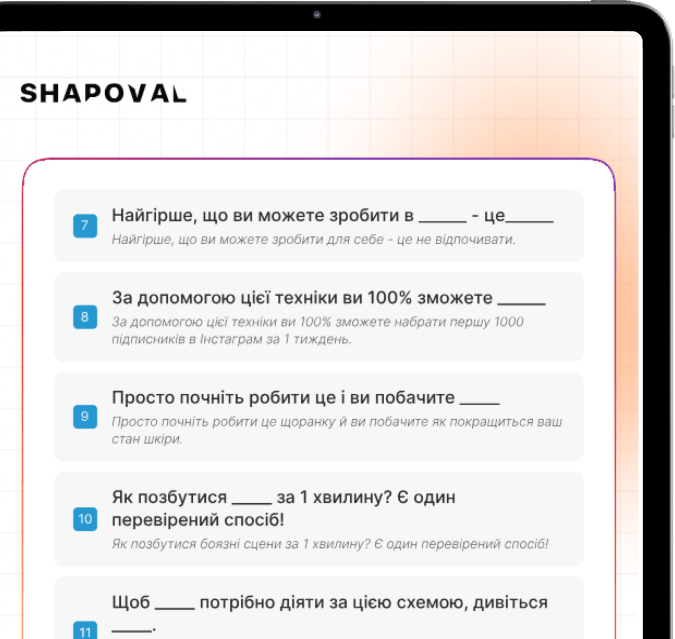 SHAPOVAL
7
Найгірше, що ви можете зробити в ______ - це______
Найгірше, що ви можете зробити для себе - це не відпочивати.
8
За допомогою цієї техніки ви 100% зможете ______
За допомогою цієї техніки ви 100% зможете набрати першу 1000
підписників в Інстаграм за 1 тиждень.
9
Просто почніть робити це і ви побачите _____
Просто почніть робити це щоранку й ви побачите як покращиться ваш
стан шкіри.
10
Як позбутися _____ за 1 хвилину? Є один
перевірений спосіб!
Як позбутися боязні сцени за 1 хвилину? Є один перевірений спосіб!
11
Щоб _____ потрібно діяти за цією схемою, дивіться
_____.